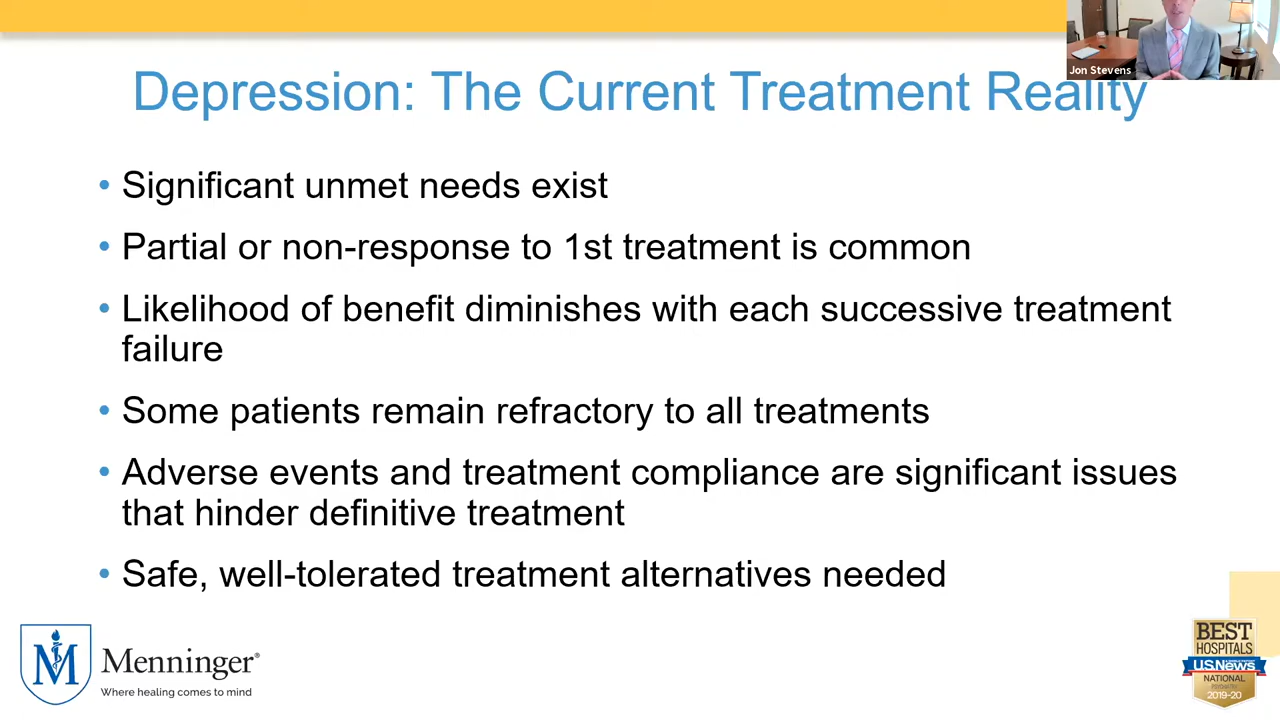 Jon Stevens
Depression: The Current Treatment Reality
• Significant unmet needs exist
• Partial or non-response to 1st treatment is common
• Likelihood of benefit diminishes with each successive treatment
failure
• Some patients remain refractory to all treatments
• Adverse events and treatment compliance are significant issues
that hinder definitive treatment
• Safe, well-tolerated treatment alternatives needed
M
Menninger®
Where healing comes to mind
BEST
HOSPITALS
U.S.News
NATIONAL
PSYCHIATRY
2019-20